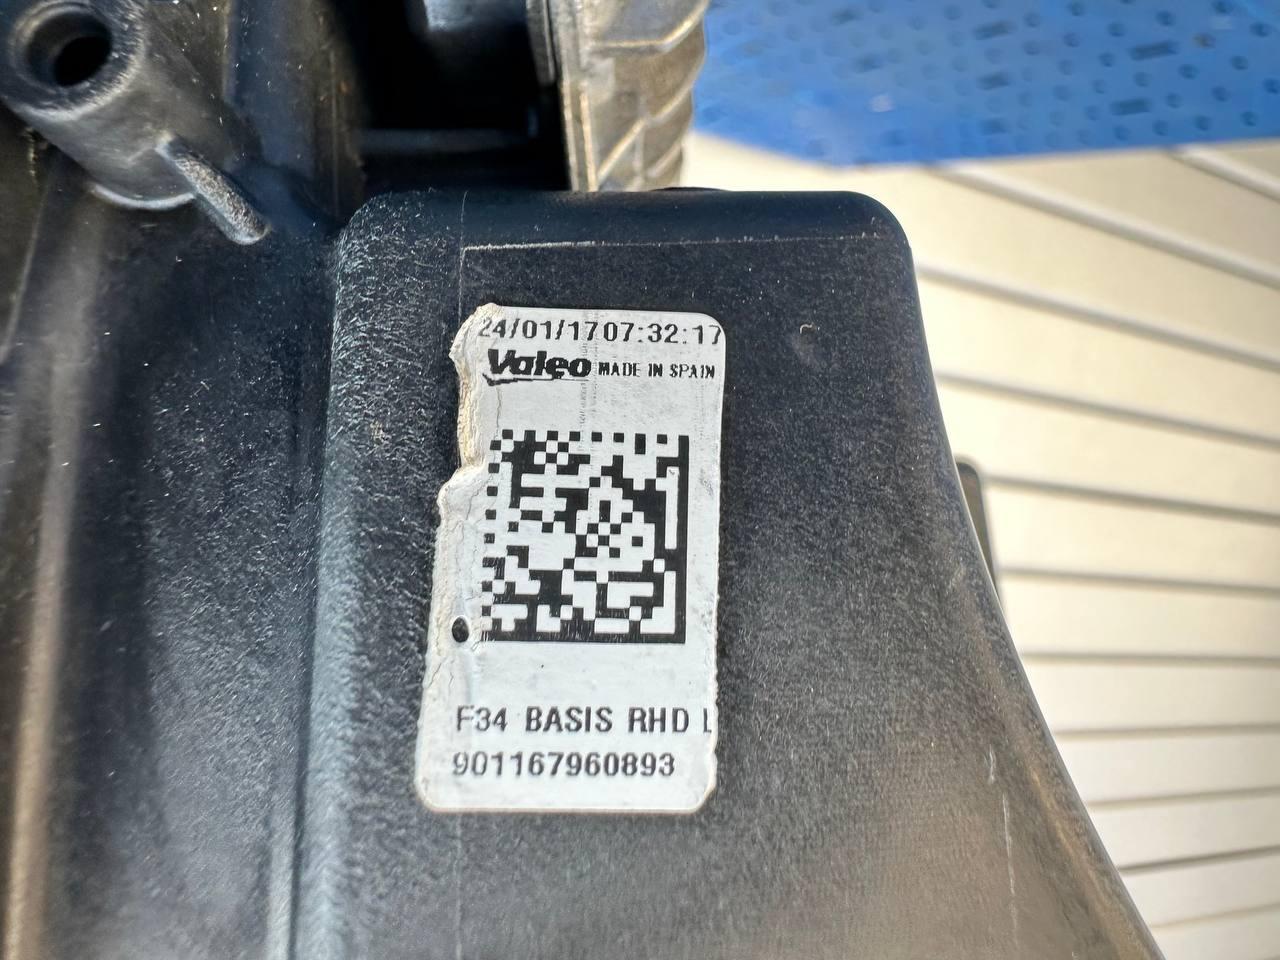 24/01/17 07:32:17
Valeo MADE IN SPAIN
F34 BASIS RHD L
901167960893